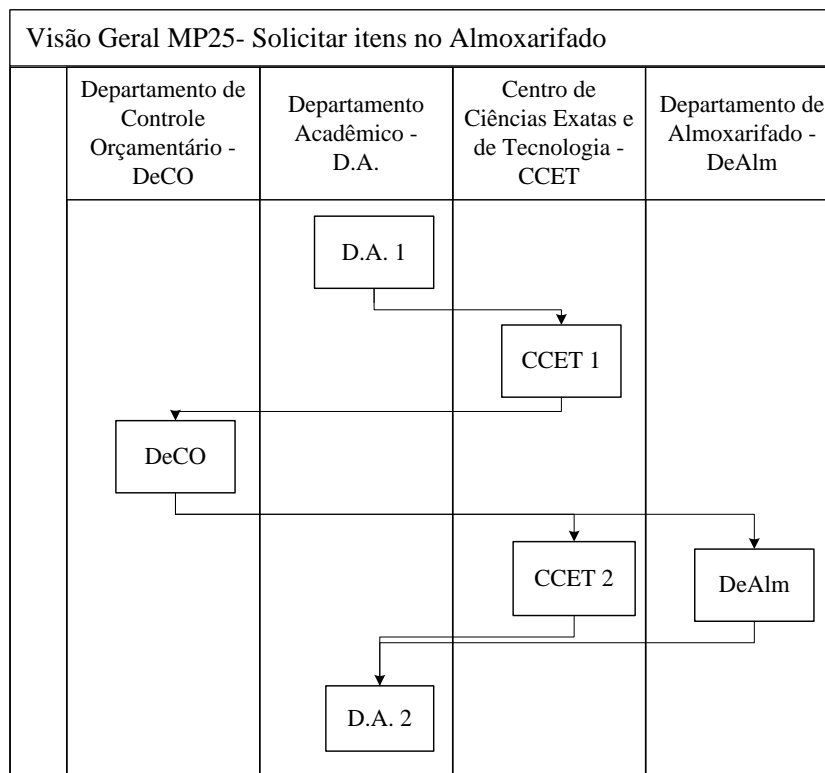 Visão Geral MP25- Solicitar itens no Almoxarifado
Departamento de
Controle
Orçamentário -
DeCO
Departamento
Acadêmico -
D.A.
Centro de
Ciências Exatas e
de Tecnologia -
CCET
Departamento de
Almoxarifado -
DeAlm
D.A. 1
CCET 1
DeCO
CCET 2
DeAlm
D.A. 2